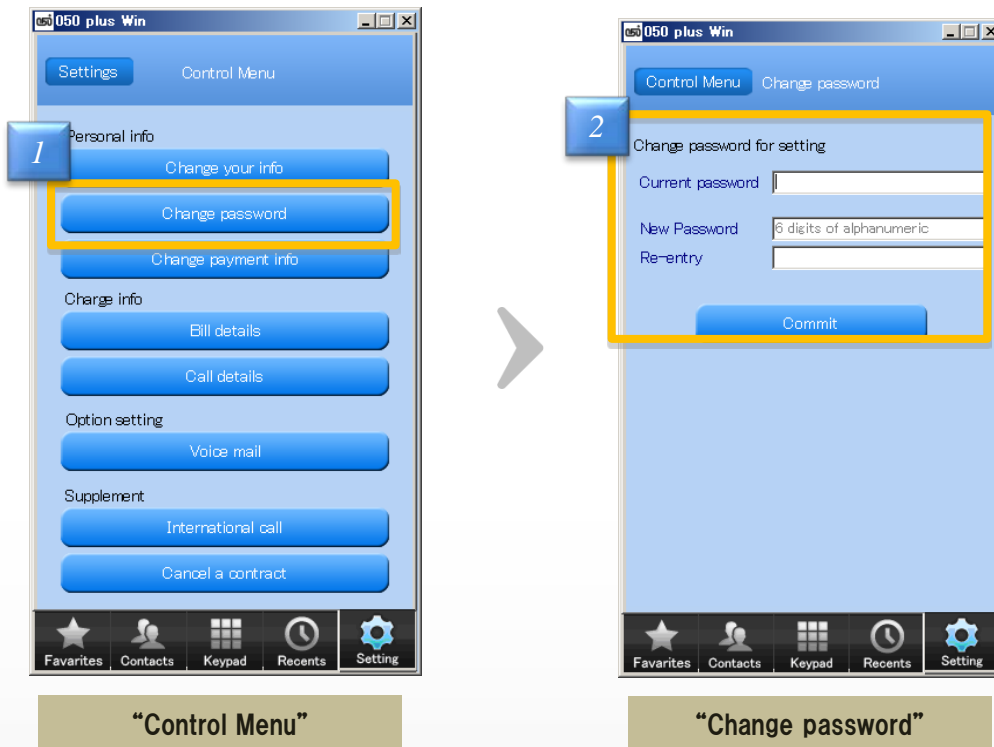 050 plus Win
Settings
Control Menu
1
Personal info
Change your info
Change password
Change payment info
Charge info
Bill details
Call details
Option setting
Voice mail
Supplement
International call
Cancel a contract
Favarites
Contacts
Keypad
Recents
Setting
“Control Menu”
050 plus Win
Control Menu
Change password
2
Change password for setting
Current password
New Password
6 digits of alphanumeric
Re-entry
Commit
Favarites
Contacts
Keypad
Recents
Setting
“Change password”